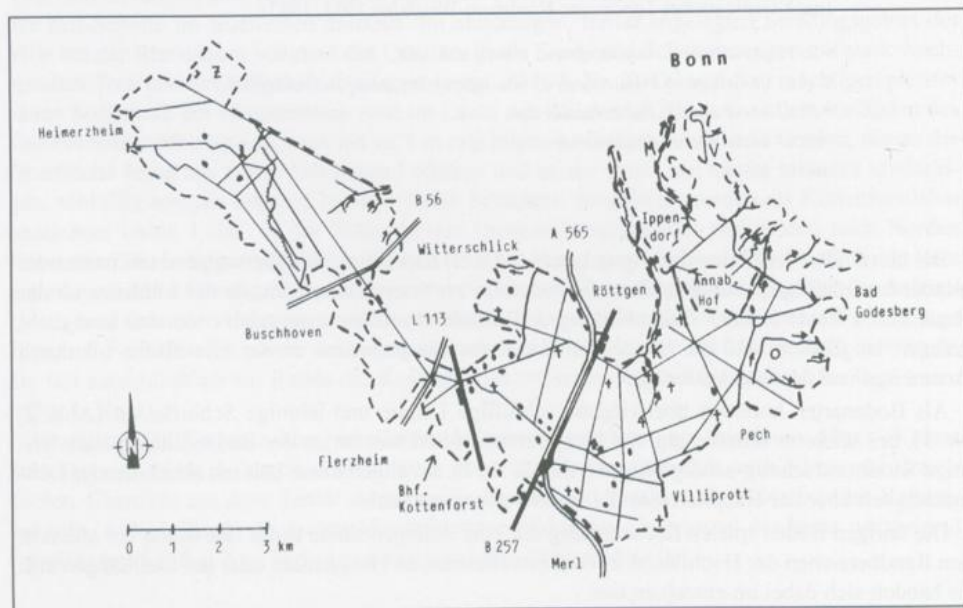 Bonn
Z
Heimerzheim
M
B 56
Ippen
dorf
A 565
Witterschlick
Annab.
Hof
Röttgen
Bad
Godesberg
Buschhoven
L 113
K
O
Pech
Flerzheim
Bhf.
Kottenforst
Villiprott
0 1 2 3 km
B 257
Merl